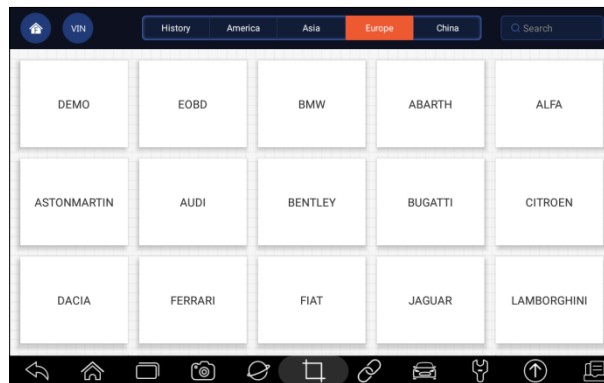 VIN History America Asia Europe China Search
DEMO EOBD BMW ABARTH ALFA
ASTONMARTIN AUDI BENTLEY BUGATTI CITROEN
DACIA FERRARI FIAT JAGUAR LAMBORGHINI